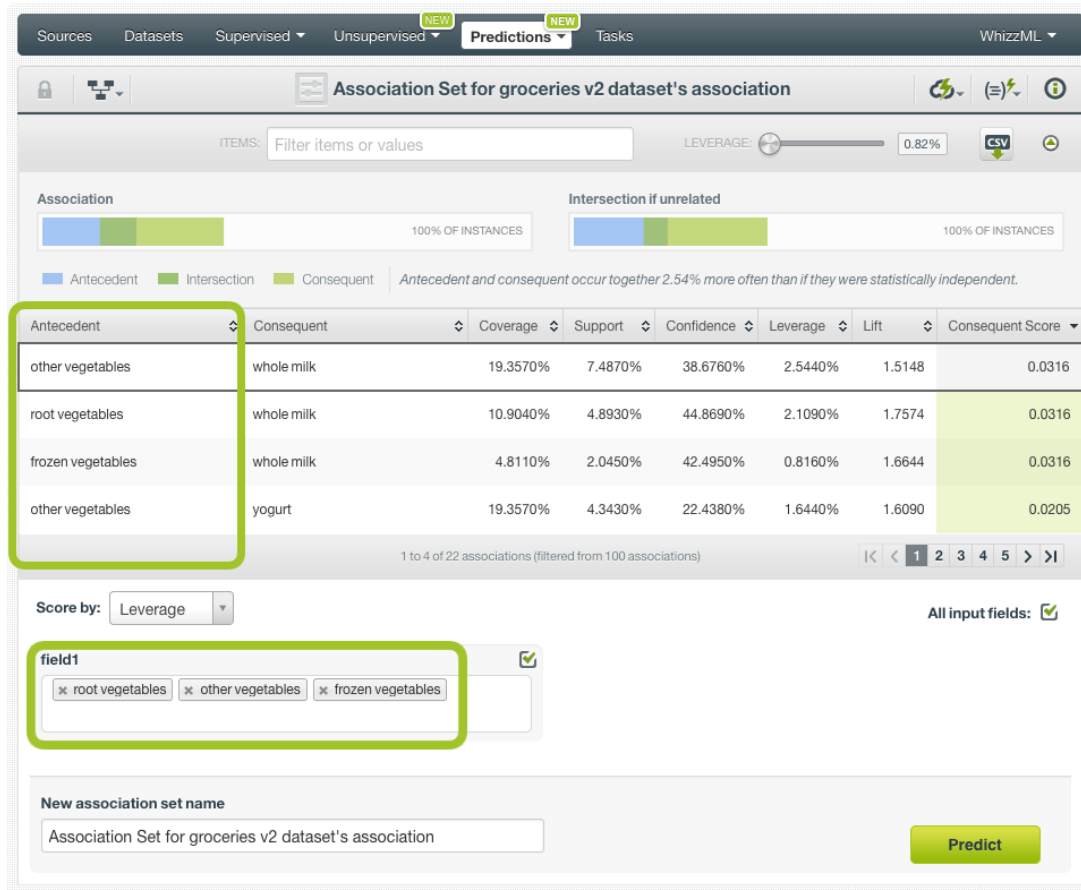 NEW NEW
Sources Datasets Supervised Unsupervised Predictions Tasks WhizzML
Association Set for groceries v2 dataset's association
ITEMS: Filter items or values LEVERAGE: 0.82% CSV
Association Intersection if unrelated
100% OF INSTANCES 100% OF INSTANCES
Antecedent Intersection Consequent Antecedent and consequent occur together 2.54% more often than if they were statistically independent.
Antecedent Consequent Coverage Support Confidence Leverage Lift Consequent Score
other vegetables whole milk 19.3570% 7.4870% 38.6760% 2.5440% 1.5148 0.0316
root vegetables whole milk 10.9040% 4.8930% 44.8690% 2.1090% 1.7574 0.0316
frozen vegetables whole milk 4.8110% 2.0450% 42.4950% 0.8160% 1.6644 0.0316
other vegetables yogurt 19.3570% 4.3430% 22.4380% 1.6440% 1.6090 0.0205
1 to 4 of 22 associations (filtered from 100 associations) 1 2 3 4 5
Score by: Leverage All input fields:
field1
root vegetables other vegetables frozen vegetables
New association set name
Association Set for groceries v2 dataset's association
Predict